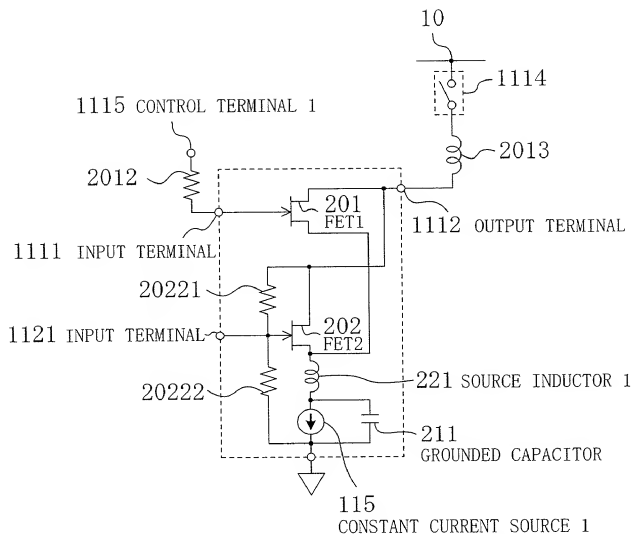 10
1114
1115 CONTROL TERMINAL 1
2012
2013
201
FET1
1112 OUTPUT TERMINAL
1111 INPUT TERMINAL
20221
1121 INPUT TERMINAL
202
FET2
20222
221 SOURCE INDUCTOR 1
211
GROUNDED CAPACITOR
115
CONSTANT CURRENT SOURCE 1